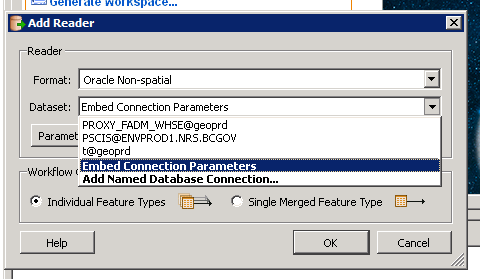 Generate Workspace...
Add Reader
Reader
Format: Oracle Non-spatial
Dataset: Embed Connection Parameters
PROXY_FADM_WHSE@geoprd
PSCIS@ENVPROD1.NRS.BCGOV
t@geoprd
Embed Connection Parameters
Add Named Database Connection...
Paramet
Workflow
Individual Feature Types
Single Merged Feature Type
Help
OK
Cancel